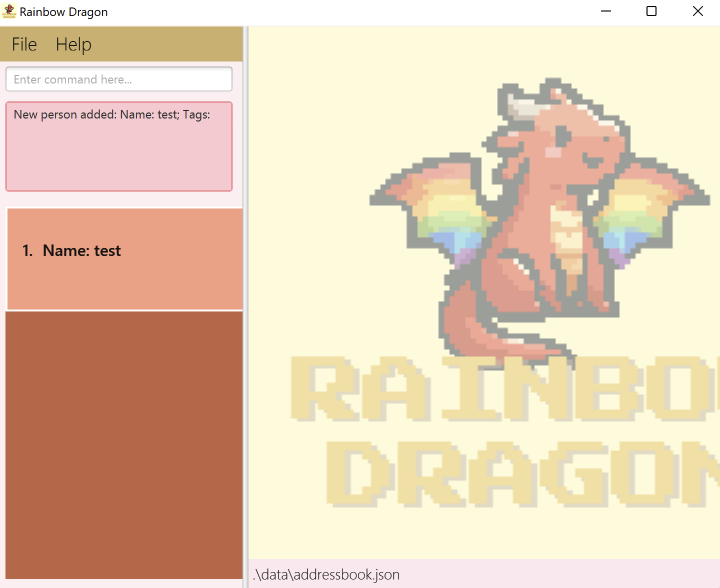 Rainbow Dragon
File Help
Enter command here...
New person added: Name: test; Tags:
1. Name: test
RAINBO
DRAGON
.\data\addressbook.json